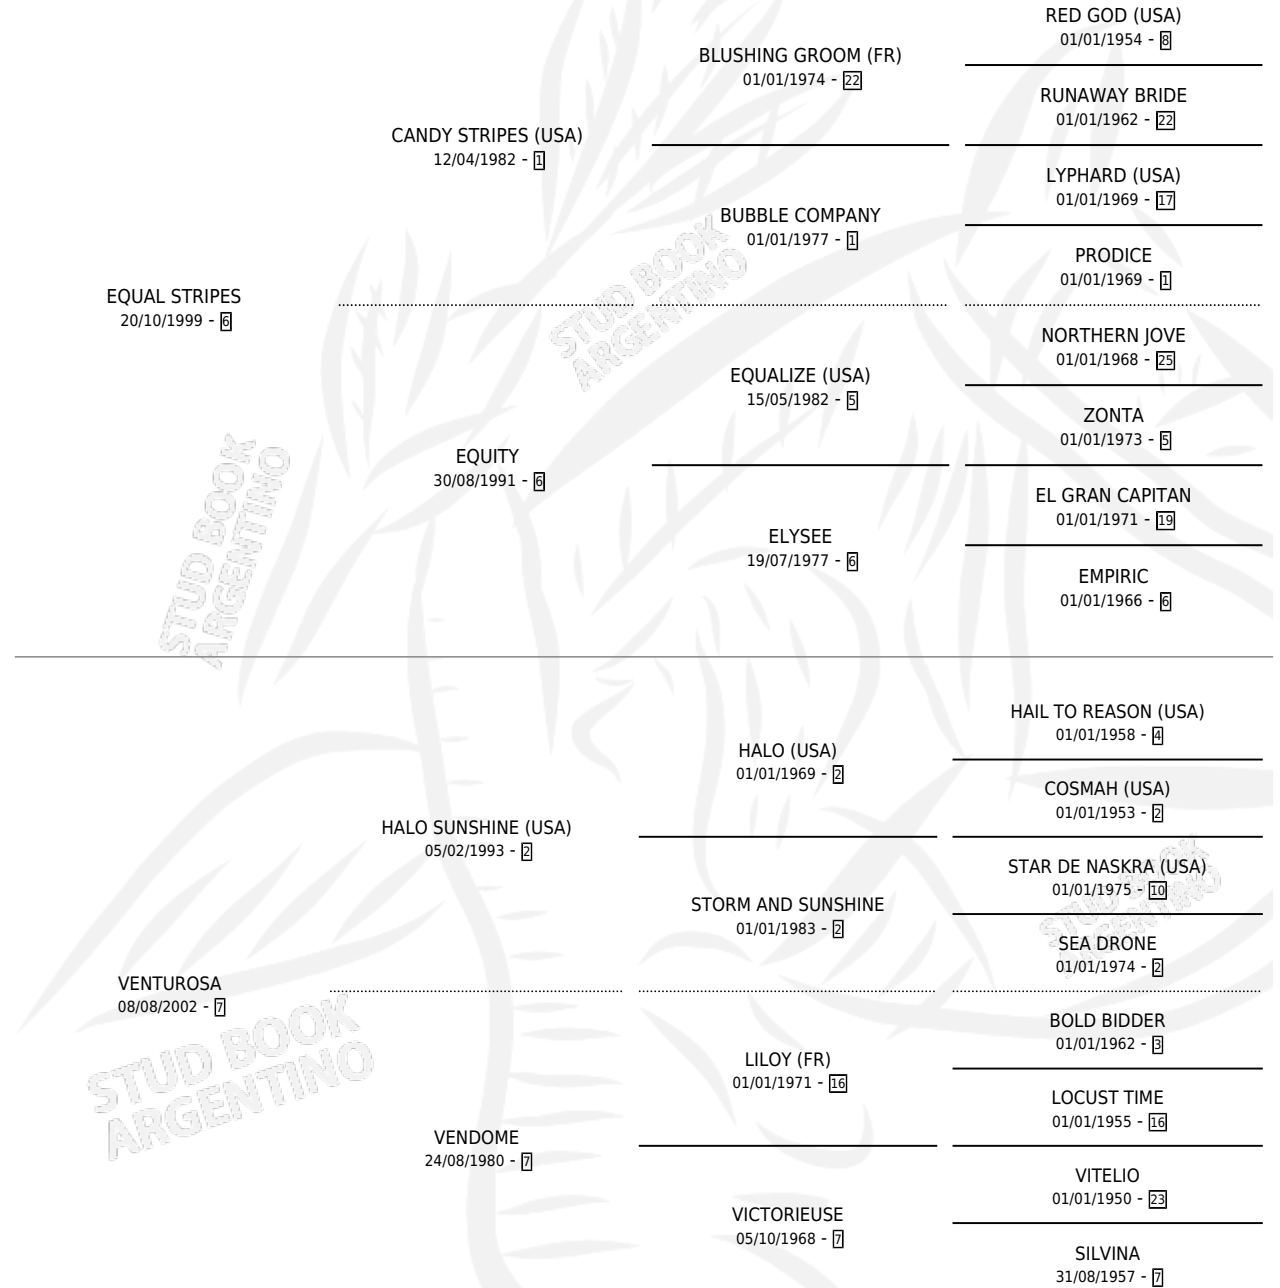 RED GOD (USA)
01/01/1954 - 8
BLUSHING GROOM (FR)
01/01/1974 - 22
RUNAWAY BRIDE
01/01/1962 - 22
CANDY STRIPES (USA)
12/04/1982 - 1
LYPHARD (USA)
01/01/1969 - 17
BUBBLE COMPANY
01/01/1977 - 1
PRODICE
01/01/1969 - 1
EQUAL STRIPES
20/10/1999 - 6
STUD BOOK
ARGENTINO
NORTHERN JOVE
01/01/1968 - 25
EQUALIZE (USA)
15/05/1982 - 5
ZONTA
01/01/1973 - 5
EQUITY
30/08/1991 - 6
EL GRAN CAPITAN
01/01/1971 - 19
ELYSEE
19/07/1977 - 6
EMPIRIC
01/01/1966 - 6
STUD BOOK
ARGENTINO
HAIL TO REASON (USA)
01/01/1958 - 4
HALO (USA)
01/01/1969 - 2
COSMAH (USA)
01/01/1953 - 2
HALO SUNSHINE (USA)
05/02/1993 - 2
STAR DE NASKRA (USA)
01/01/1975 - 10
STORM AND SUNSHINE
01/01/1983 - 2
STUD BOOK
ARGENTINO
SEA DRONE
01/01/1974 - 2
VENTUROSA
08/08/2002 - 7
BOLD BIDDER
01/01/1962 - 3
LILOY (FR)
01/01/1971 - 16
STUD BOOK
ARGENTINO
LOCUST TIME
01/01/1955 - 16
VENDOME
24/08/1980 - 7
VITELIO
01/01/1950 - 23
VICTORIEUSE
05/10/1968 - 7
SILVINA
31/08/1957 - 7